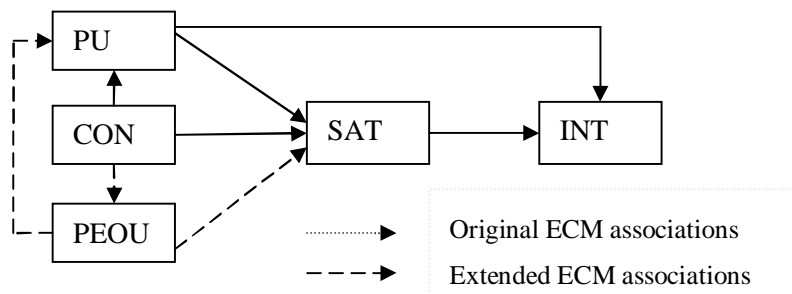 PU
CON
SAT
INT
PEOU
Original ECM associations
Extended ECM associations